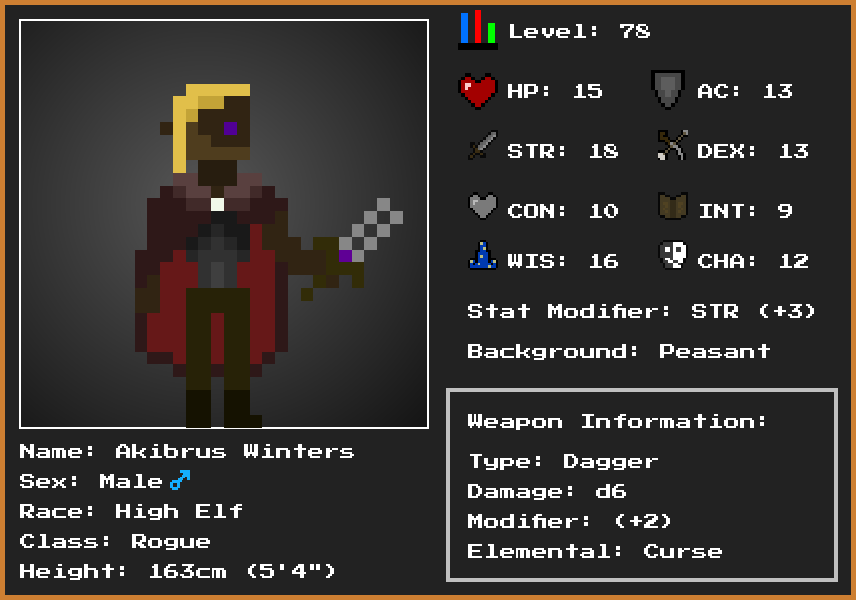 Level: 78
HP: 15 AC: 13
STR: 18 DEX: 13
CON: 10 INT: 9
WIS: 16 CHA: 12
Stat Modifier: STR (+3)
Background: Peasant
Weapon Information:
Type: Dagger
Damage: d6
Modifier: (+2)
Elemental: Curse
Name: Akibrus Winters
Sex: Male♂
Race: High Elf
Class: Rogue
Height: 163cm (5'4")